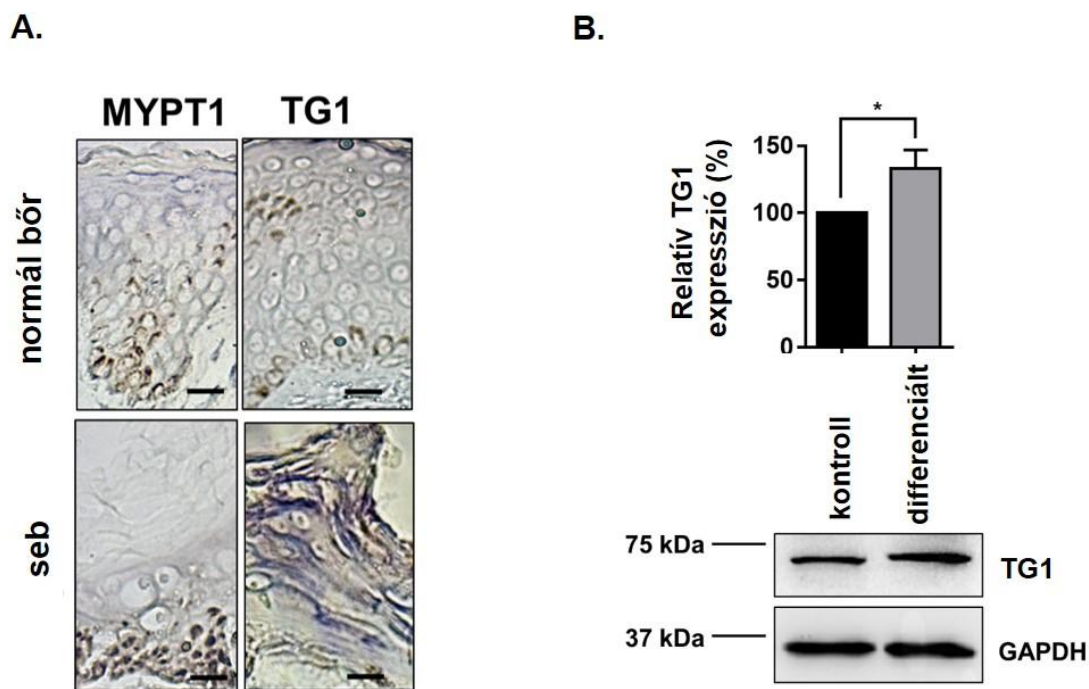 A.
MYPT1
TG1
normál bőr
seb
B.
*
Relatív TG1
expresszió (%)
150
100
50
0
kontroll
differenciált
75 kDa
TG1
37 kDa
GAPDH